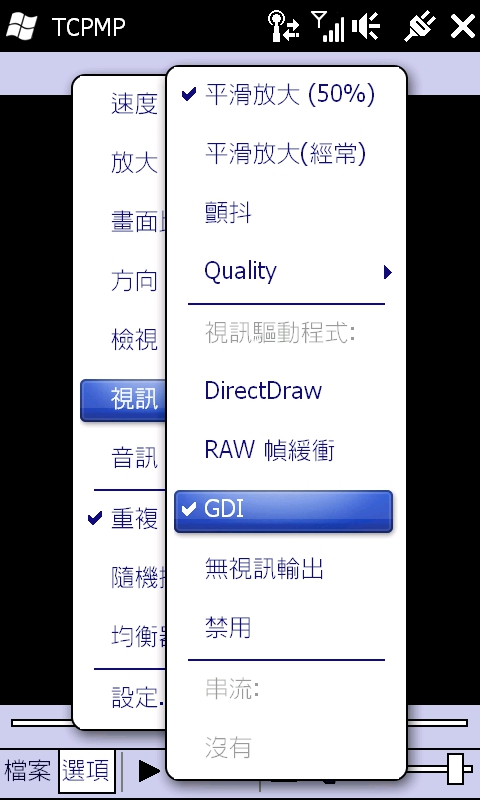 TCPMP
速度
放大
畫面
方向
檢視
視訊
音訊
重複
隨機
均衡
設定.
平滑放大 (50%)
平滑放大(經常)
顫抖
Quality
視訊驅動程式:
DirectDraw
RAW 幀緩衝
GDI
無視訊輸出
禁用
串流:
沒有
檔案 選項